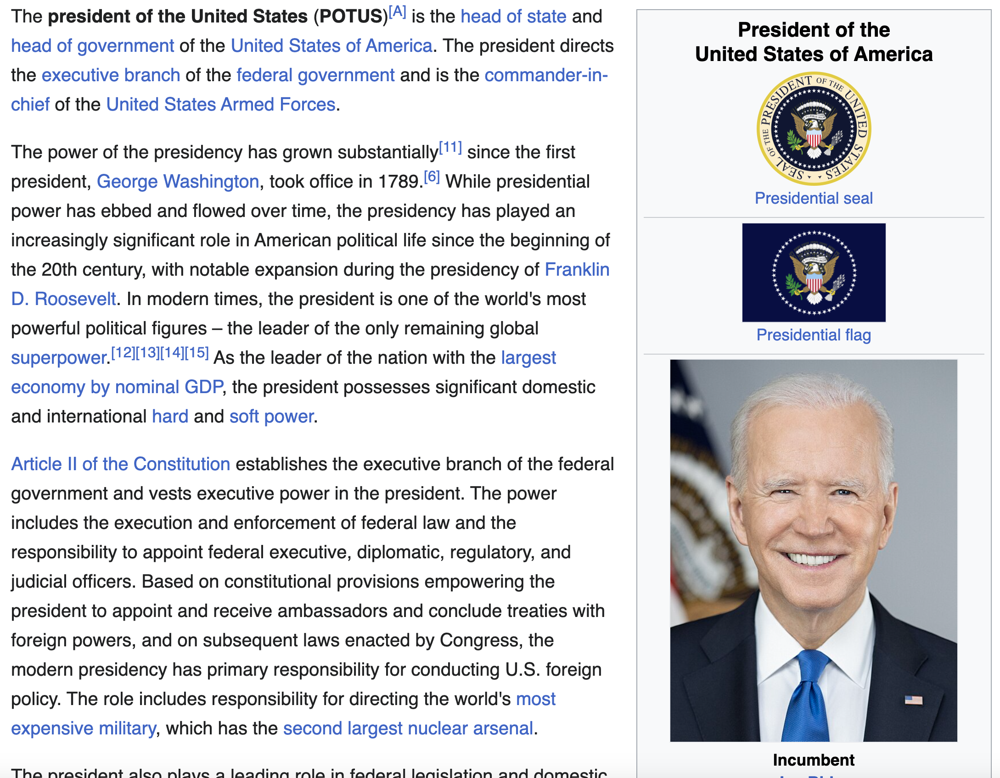 The president of the United States (POTUS)[A] is the head of state and
head of government of the United States of America. The president directs
the executive branch of the federal government and is the commander-in-
chief of the United States Armed Forces.
The power of the presidency has grown substantially[11] since the first
president, George Washington, took office in 1789.[6] While presidential
power has ebbed and flowed over time, the presidency has played an
increasingly significant role in American political life since the beginning of
the 20th century, with notable expansion during the presidency of Franklin
D. Roosevelt. In modern times, the president is one of the world's most
powerful political figures – the leader of the only remaining global
superpower.[12][13][14][15] As the leader of the nation with the largest
economy by nominal GDP, the president possesses significant domestic
and international hard and soft power.
Article II of the Constitution establishes the executive branch of the federal
government and vests executive power in the president. The power
includes the execution and enforcement of federal law and the
responsibility to appoint federal executive, diplomatic, regulatory, and
judicial officers. Based on constitutional provisions empowering the
president to appoint and receive ambassadors and conclude treaties with
foreign powers, and on subsequent laws enacted by Congress, the
modern presidency has primary responsibility for conducting U.S. foreign
policy. The role includes responsibility for directing the world's most
expensive military, which has the second largest nuclear arsenal.
The president also plays a leading role in federal legislation and domestic
President of the
United States of America
SEAL OF THE PRESIDENT OF THE UNITED STATES
E PLURIBUS UNUM
Presidential seal
E PLURIBUS UNUM
Presidential flag
Incumbent